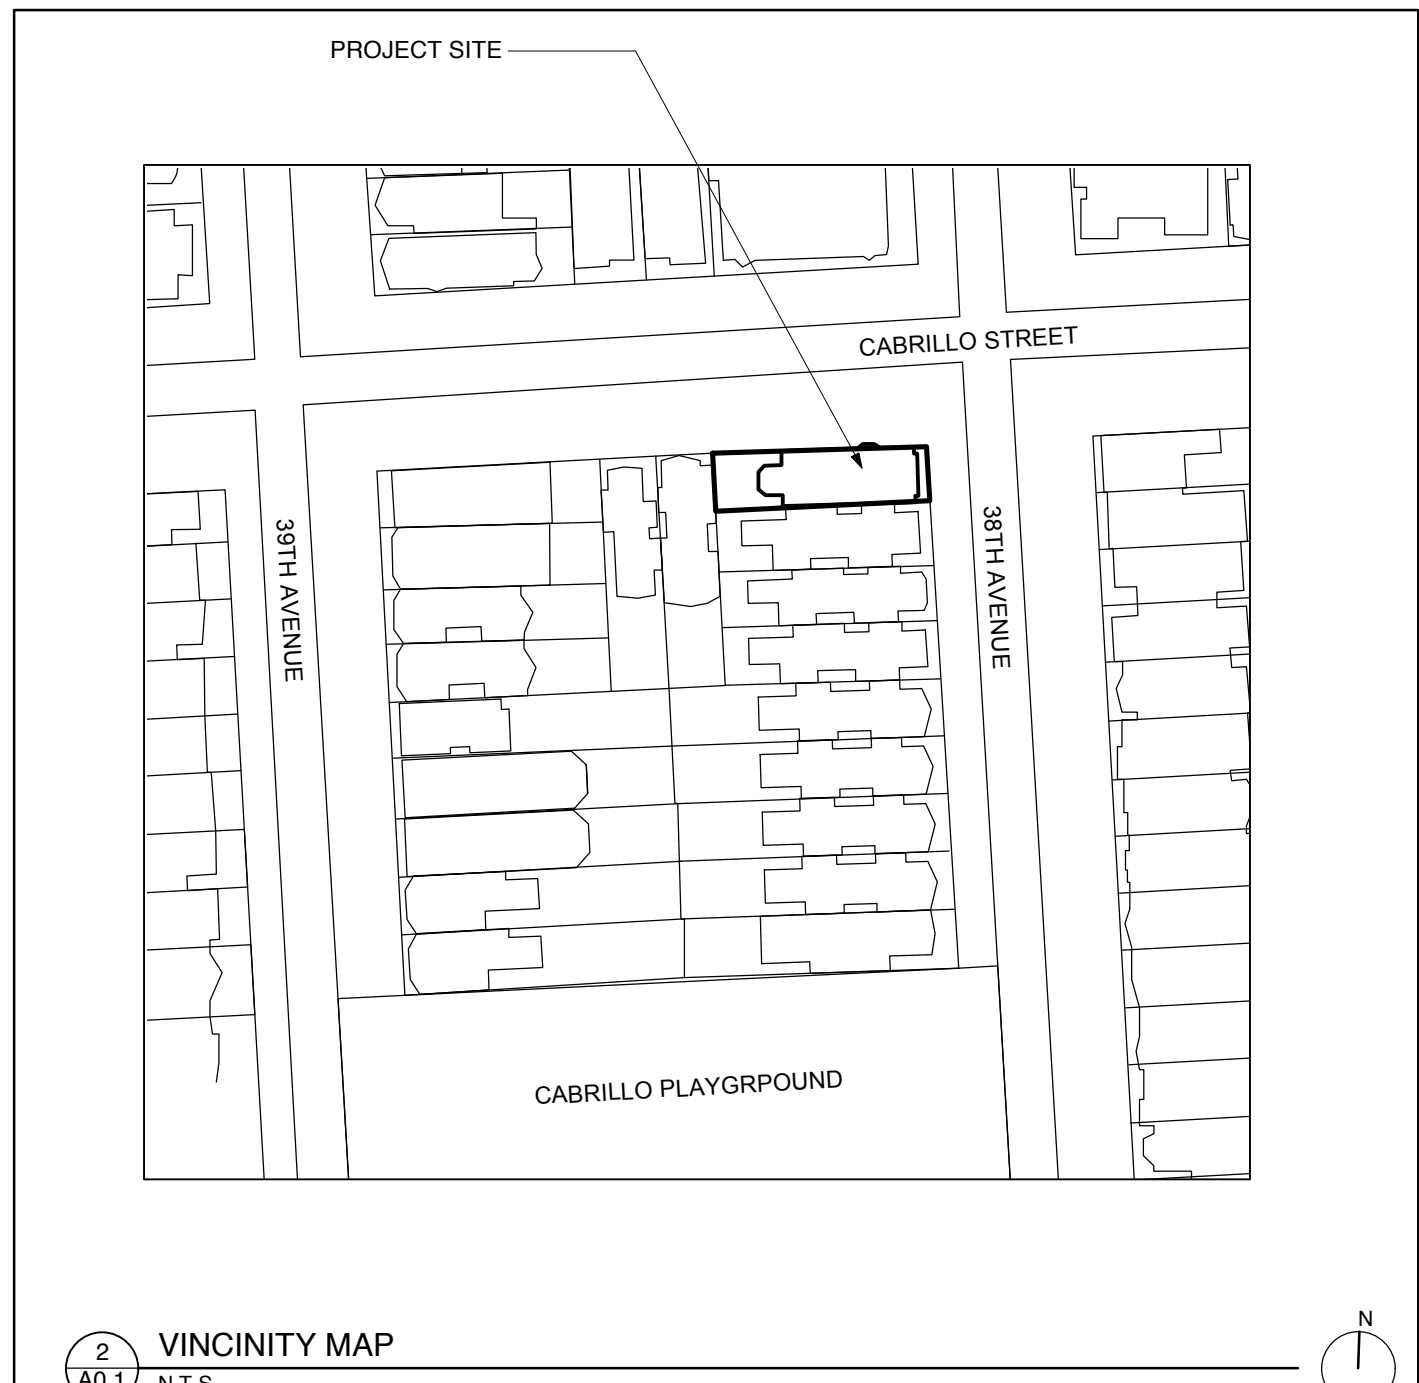 PROJECT SITE
CABRILLO STREET
39TH AVENUE
38TH AVENUE
CABRILLO PLAYGRPOUND
2
A0.1
VINCINITY MAP
N.T.S.
N